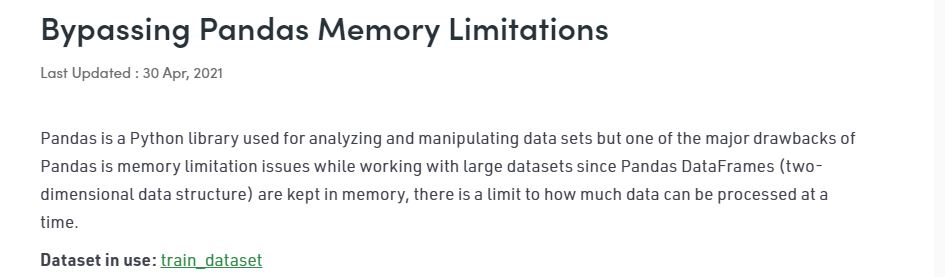 Bypassing Pandas Memory Limitations
Last Updated : 30 Apr, 2021
Pandas is a Python library used for analyzing and manipulating data sets but one of the major drawbacks of
Pandas is memory limitation issues while working with large datasets since Pandas DataFrames (two-
dimensional data structure) are kept in memory, there is a limit to how much data can be processed at a
time.
Dataset in use: train_dataset